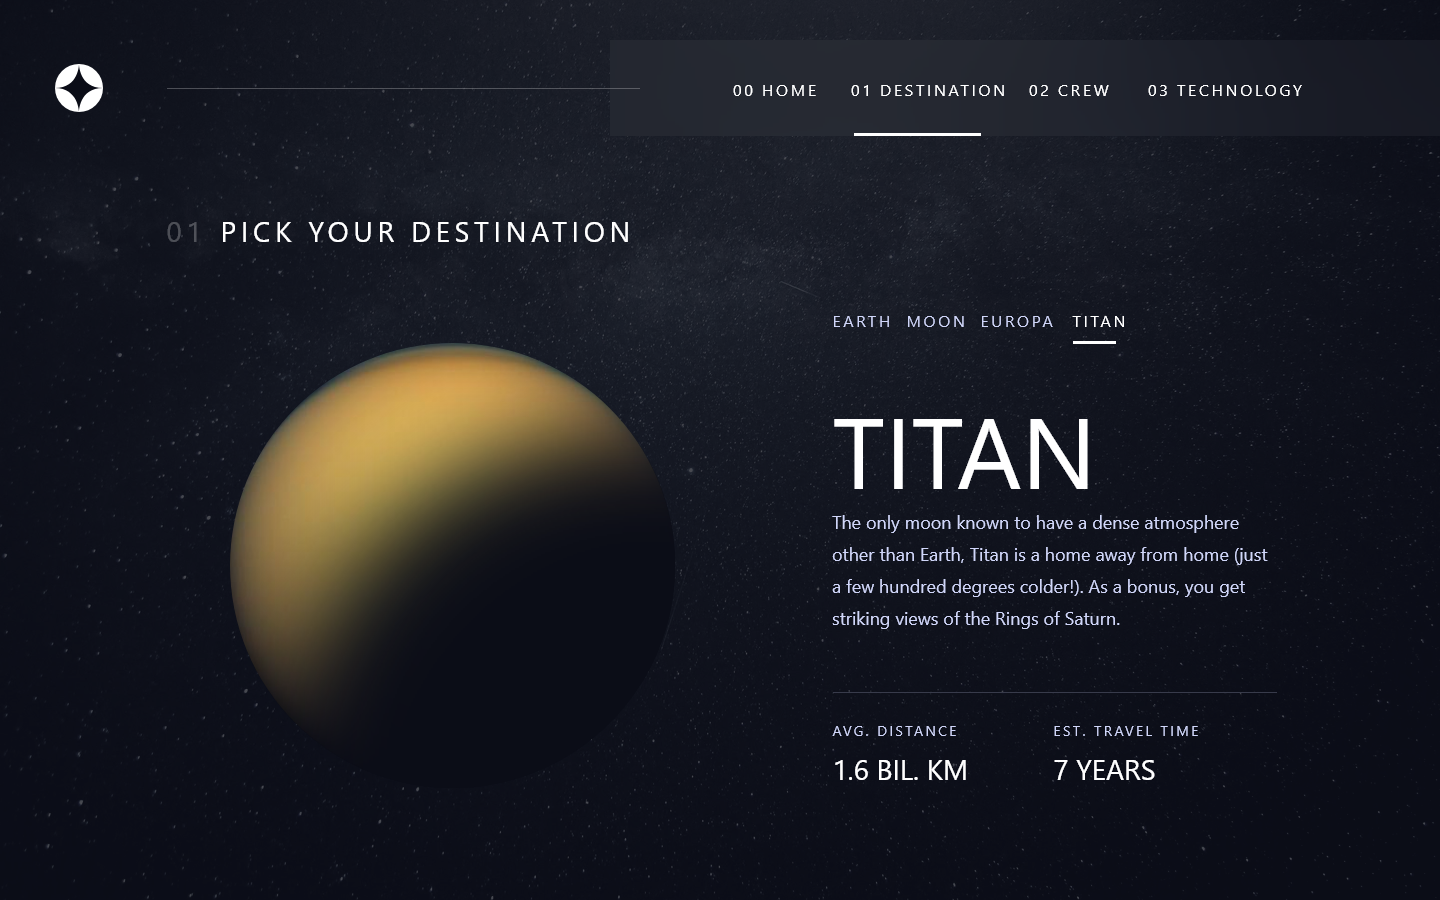 00 HOME 01 DESTINATION 02 CREW 03 TECHNOLOGY
01 PICK YOUR DESTINATION
EARTH MOON EUROPA TITAN
TITAN
The only moon known to have a dense atmosphere
other than Earth, Titan is a home away from home (just
a few hundred degrees colder!). As a bonus, you get
striking views of the Rings of Saturn.
AVG. DISTANCE EST. TRAVEL TIME
1.6 BIL. KM 7 YEARS